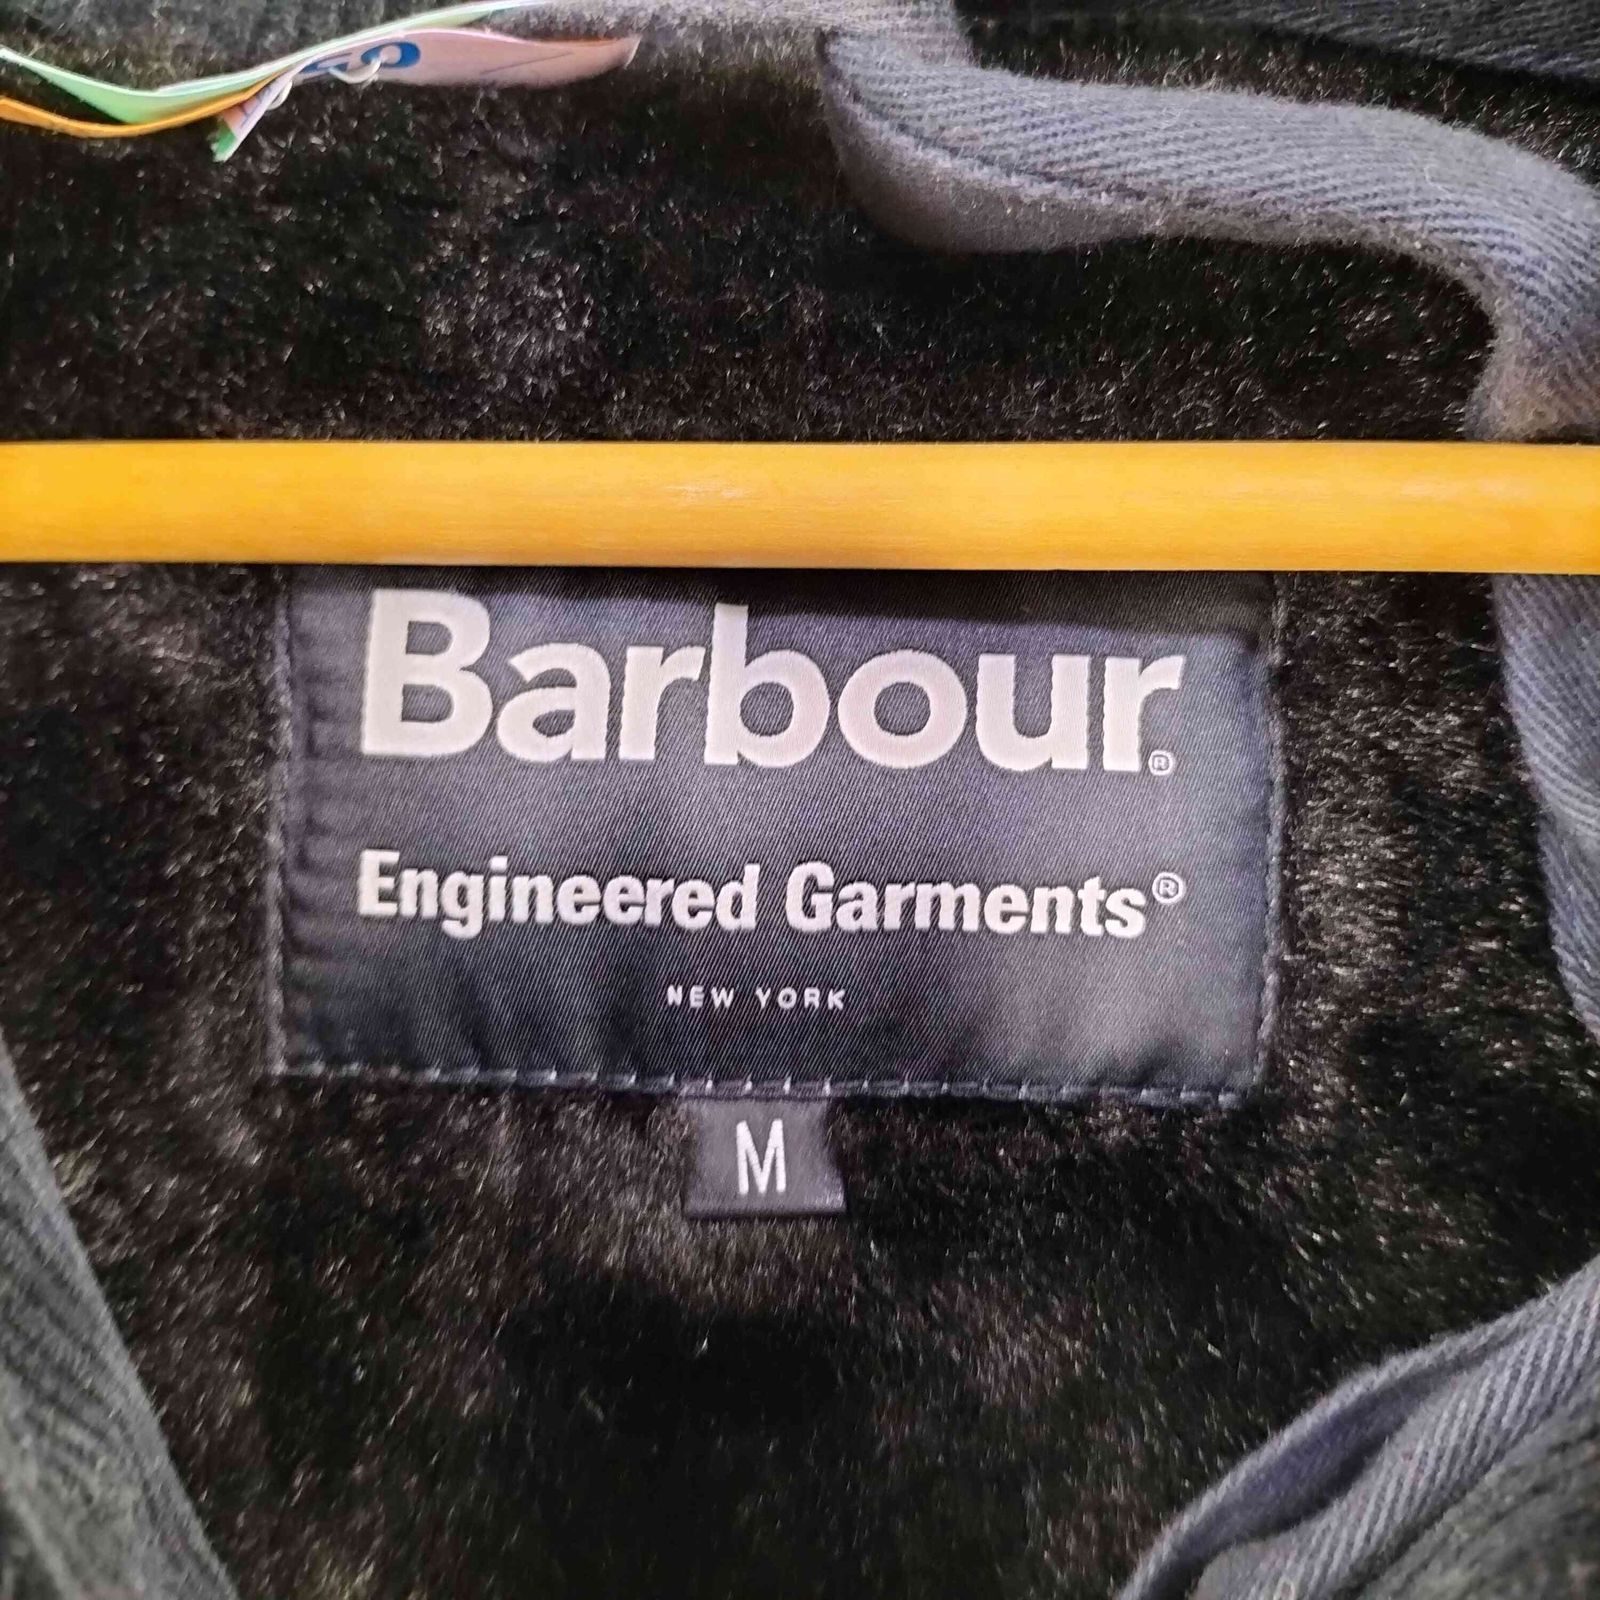 Barbour®
Engineered Garments®
NEW YORK
M